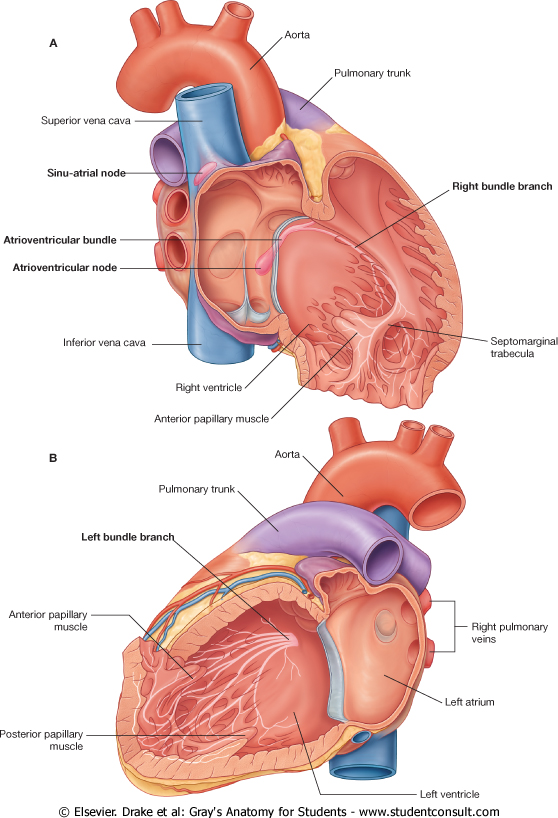 A
Aorta
Pulmonary trunk
Superior vena cava
Sinu-atrial node
Right bundle branch
Atrioventricular bundle
Atrioventricular node
Inferior vena cava
Septomarginal
trabecula
Right ventricle
Anterior papillary muscle
B
Aorta
Pulmonary trunk
Left bundle branch
Anterior papillary
muscle
Right pulmonary
veins
Left atrium
Posterior papillary
muscle
Left ventricle
© Elsevier. Drake et al: Gray's Anatomy for Students - www.studentconsult.com